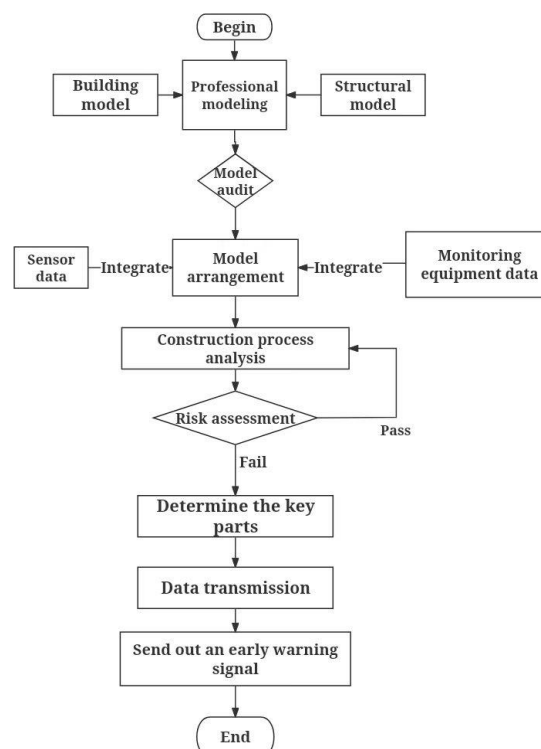 Begin
Building
model
Professional
modeling
Structural
model
Model
audit
Sensor
data
Integrate
Model
arrangement
Integrate
Monitoring
equipment data
Construction process
analysis
Risk assessment
Pass
Fail
Determine the key
parts
Data transmission
Send out an early warning
signal
End